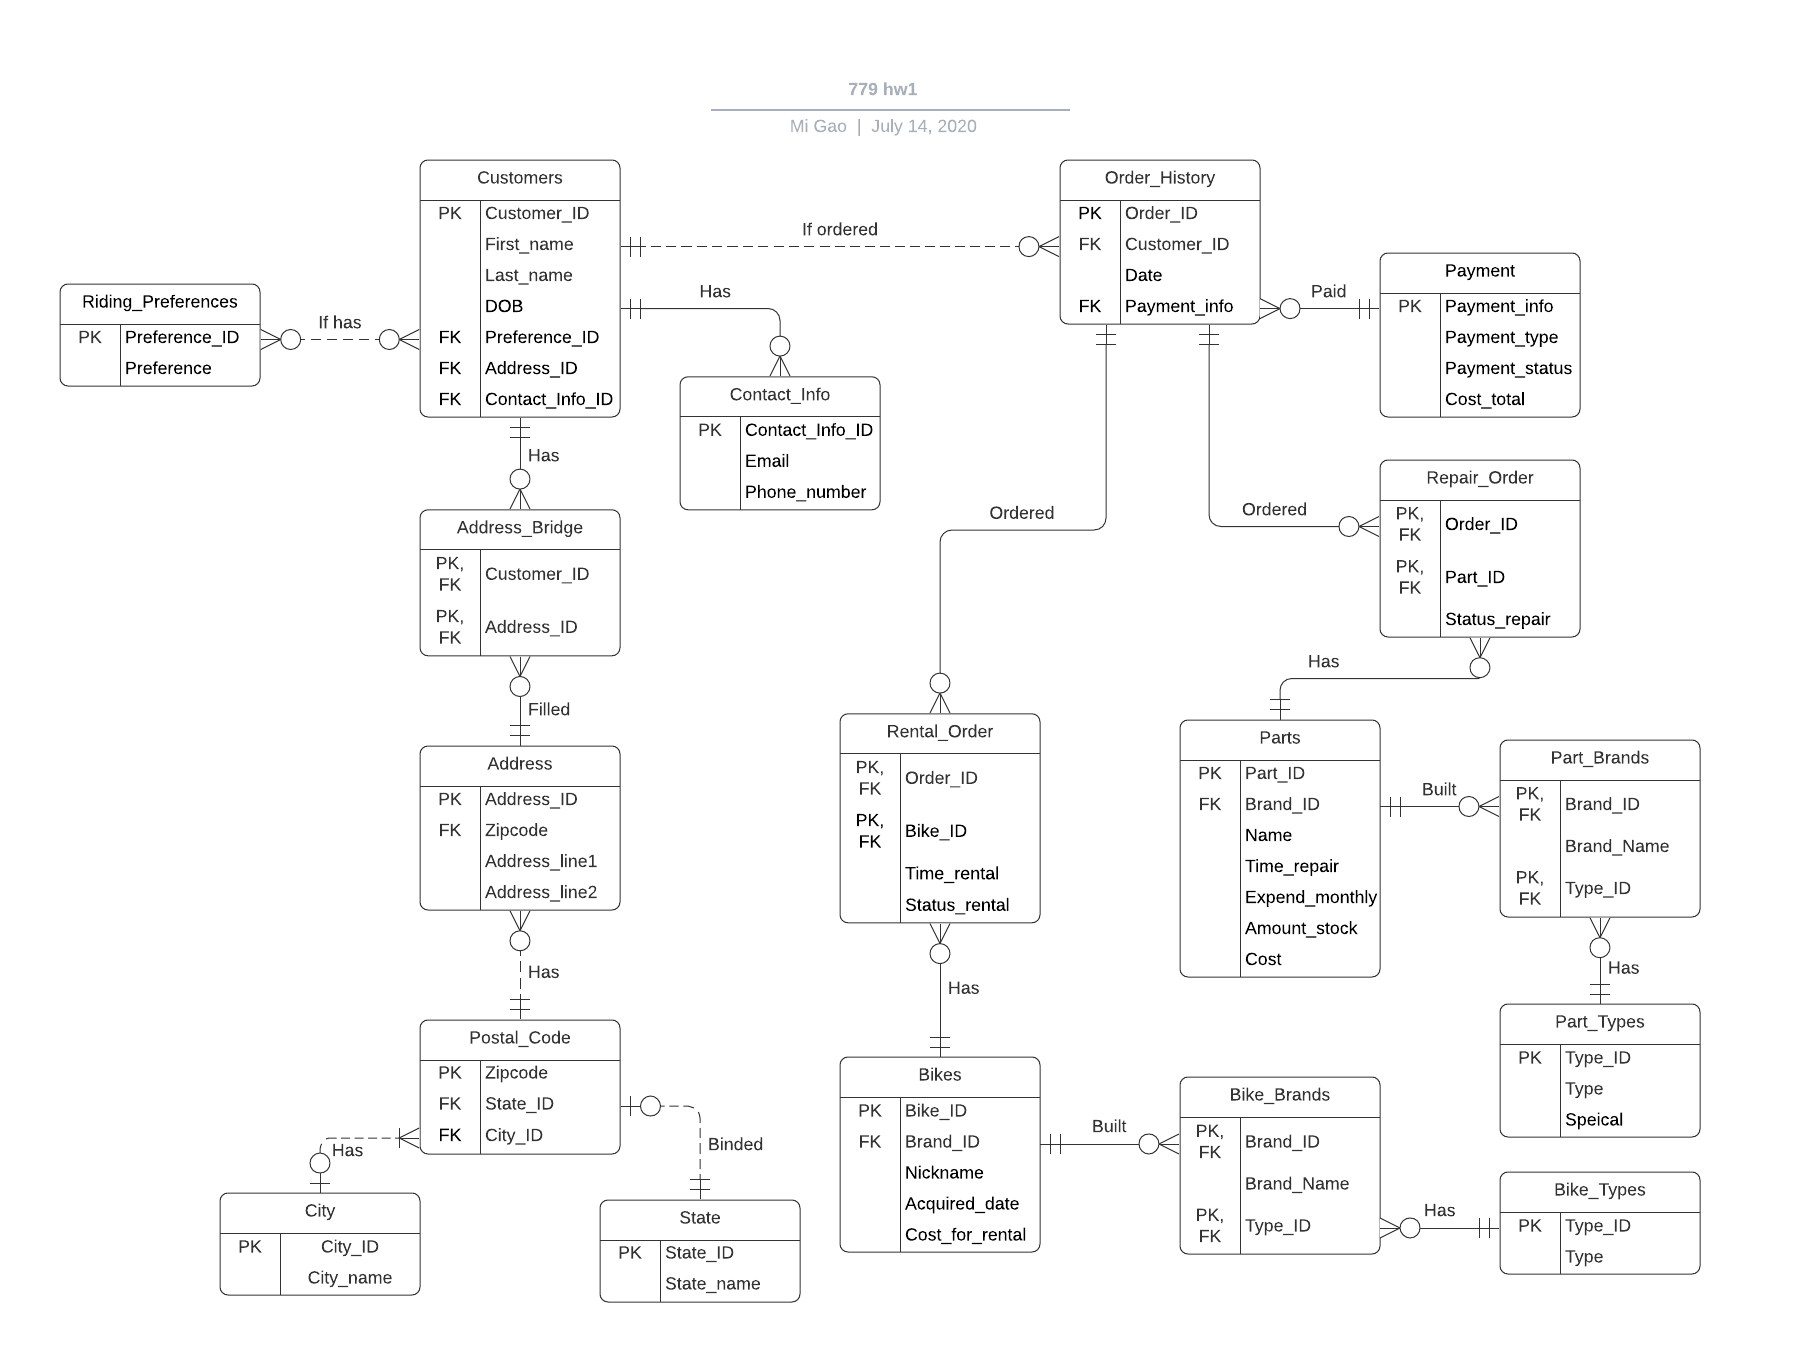 779 hw1
Mi Gao | July 14, 2020
Customers
PK Customer_ID
First_name
Last_name
DOB
FK Preference_ID
FK Address_ID
FK Contact_Info_ID
If ordered
Order_History
PK Order_ID
FK Customer_ID
Date
FK Payment_info
Paid
Payment
PK Payment_info
Payment_type
Payment_status
Cost_total
Riding_Preferences
PK Preference_ID
Preference
If has
Has
Contact_Info
PK Contact_Info_ID
Email
Phone_number
Has
Address_Bridge
PK,
FK Customer_ID
PK,
FK Address_ID
Filled
Address
PK Address_ID
FK Zipcode
Address_line1
Address_line2
Has
Postal_Code
PK Zipcode
FK State_ID
FK City_ID
Has
Binded
City
PK City_ID
City_name
State
PK State_ID
State_name
Ordered
Ordered
Repair_Order
PK,
FK Order_ID
PK,
FK Part_ID
Status_repair
Has
Rental_Order
PK,
FK Order_ID
PK,
FK Bike_ID
Time_rental
Status_rental
Has
Parts
PK Part_ID
FK Brand_ID
Name
Time_repair
Expend_monthly
Amount_stock
Cost
Built
Part_Brands
PK,
FK Brand_ID
Brand_Name
PK,
FK Type_ID
Has
Part_Types
PK Type_ID
Type
Speical
Bikes
PK Bike_ID
FK Brand_ID
Nickname
Acquired_date
Cost_for_rental
Built
Bike_Brands
PK,
FK Brand_ID
Brand_Name
PK,
FK Type_ID
Has
Bike_Types
PK Type_ID
Type